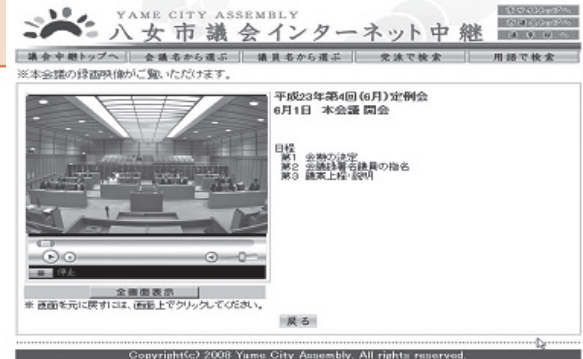 YAME CITY ASSEMBLY
八女市議会インターネット中継
議会中継トップへ
会議名から選ぶ
議員名から選ぶ
発言で検索
用語で検索
※本会議の録画映像がご覧いただけます。
平成23年第4回(6月)定例会
6月1日 本会議 開会
日程
第1 会期の決定
第2 会議録署名議員の指名
第3 議案上程・説明
停止
全画面表示
※ 画面を元に戻すには、画面上でクリックしてください。
戻る
Copyright(c) 2008 Yame City Assembly. All rights reserved.